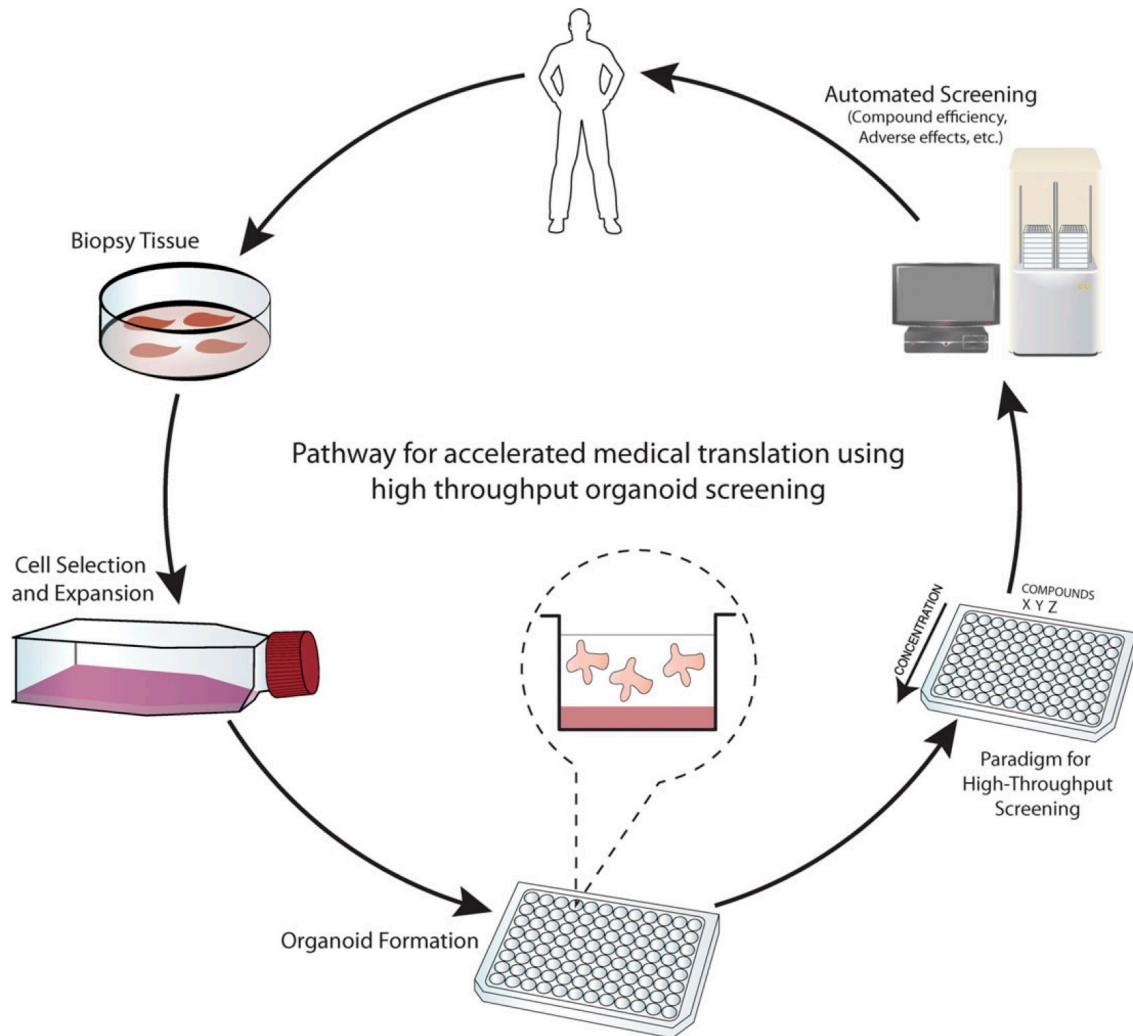 Automated Screening
(Compound efficiency,
Adverse effects, etc.)
Biopsy Tissue
Pathway for accelerated medical translation using
high throughput organoid screening
Cell Selection
and Expansion
CONCENTRATION
COMPOUNDS
X Y Z
Paradigm for
High-Throughput
Screening
Organoid Formation